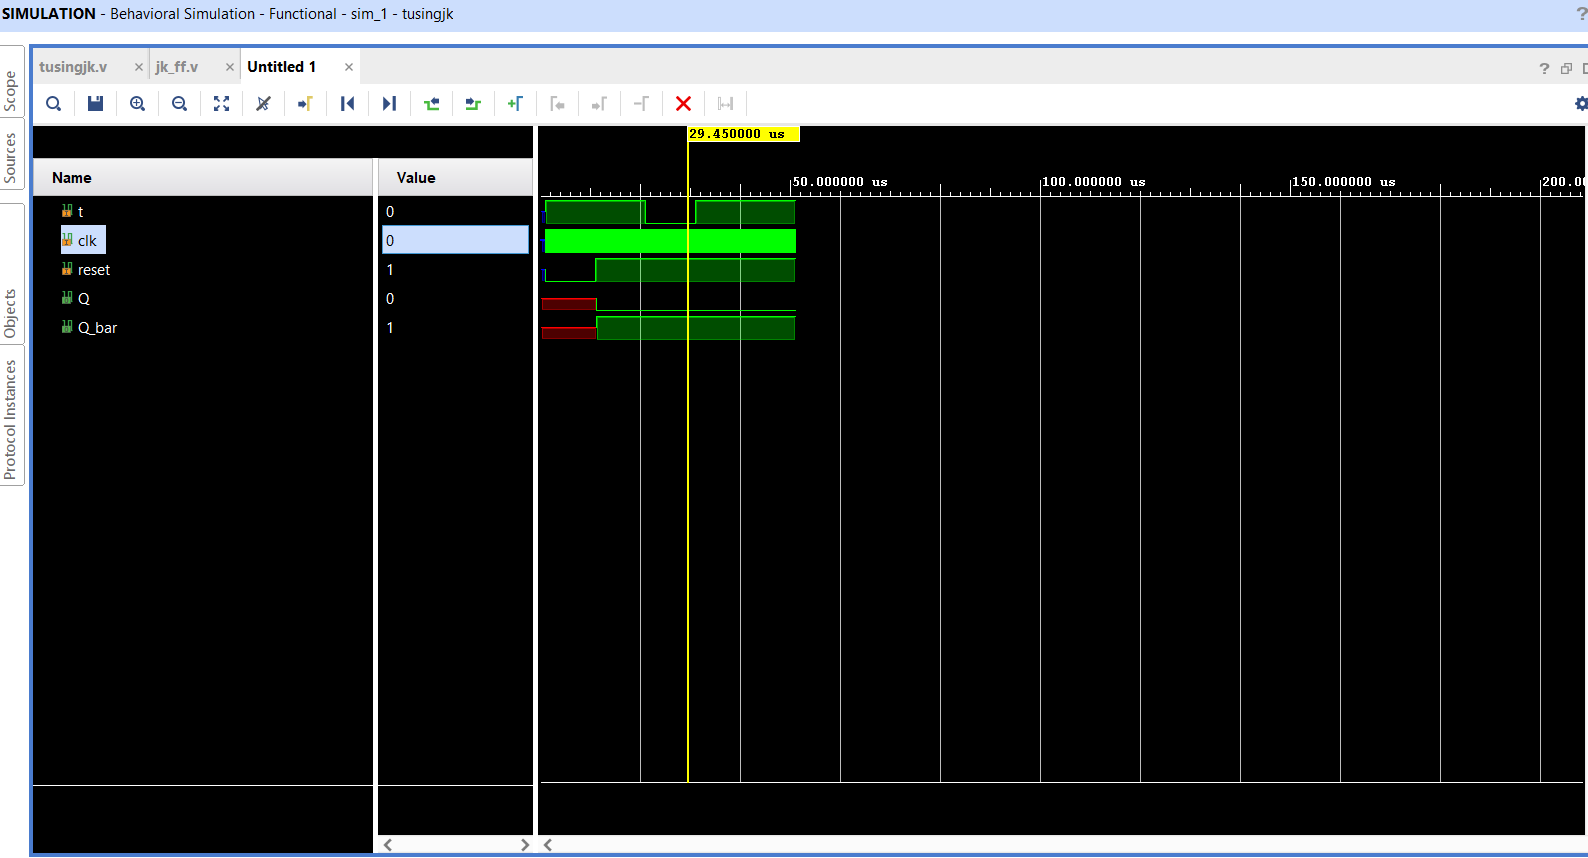 SIMULATION - Behavioral Simulation - Functional - sim_1 - tusingjk
?
Scope
Sources
Objects
Protocol Instances
tusingjk.v
jk_ff.v
Untitled 1
?
29.450000 us
Name
Value
50.000000 us
100.000000 us
150.000000 us
200.0
t
0
clk
0
reset
1
Q
0
Q_bar
1